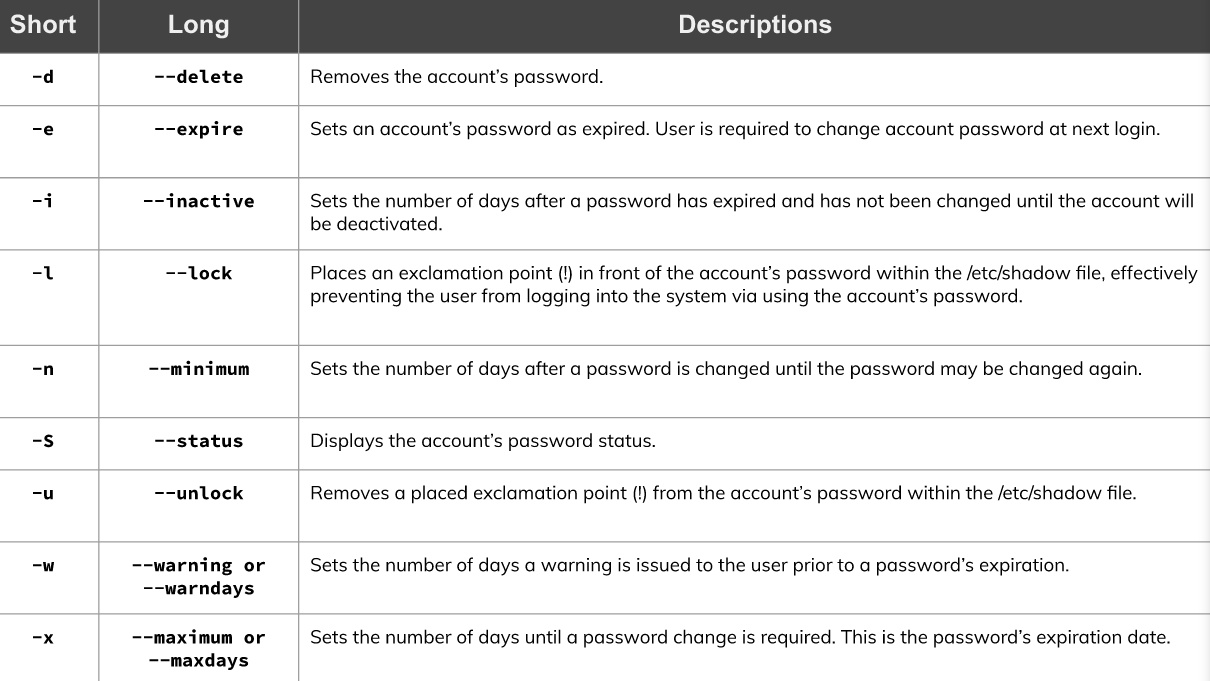 Short Long Descriptions
-d --delete Removes the account’s password.
-e --expire Sets an account’s password as expired. User is required to change account password at next login.
-i --inactive Sets the number of days after a password has expired and has not been changed until the account will
be deactivated.
-l --lock Places an exclamation point (!) in front of the account’s password within the /etc/shadow file, effectively
preventing the user from logging into the system via using the account’s password.
-n --minimum Sets the number of days after a password is changed until the password may be changed again.
-S --status Displays the account’s password status.
-u --unlock Removes a placed exclamation point (!) from the account’s password within the /etc/shadow file.
-w --warning or Sets the number of days a warning is issued to the user prior to a password’s expiration.
--warndays
-x --maximum or Sets the number of days until a password change is required. This is the password’s expiration date.
--maxdays